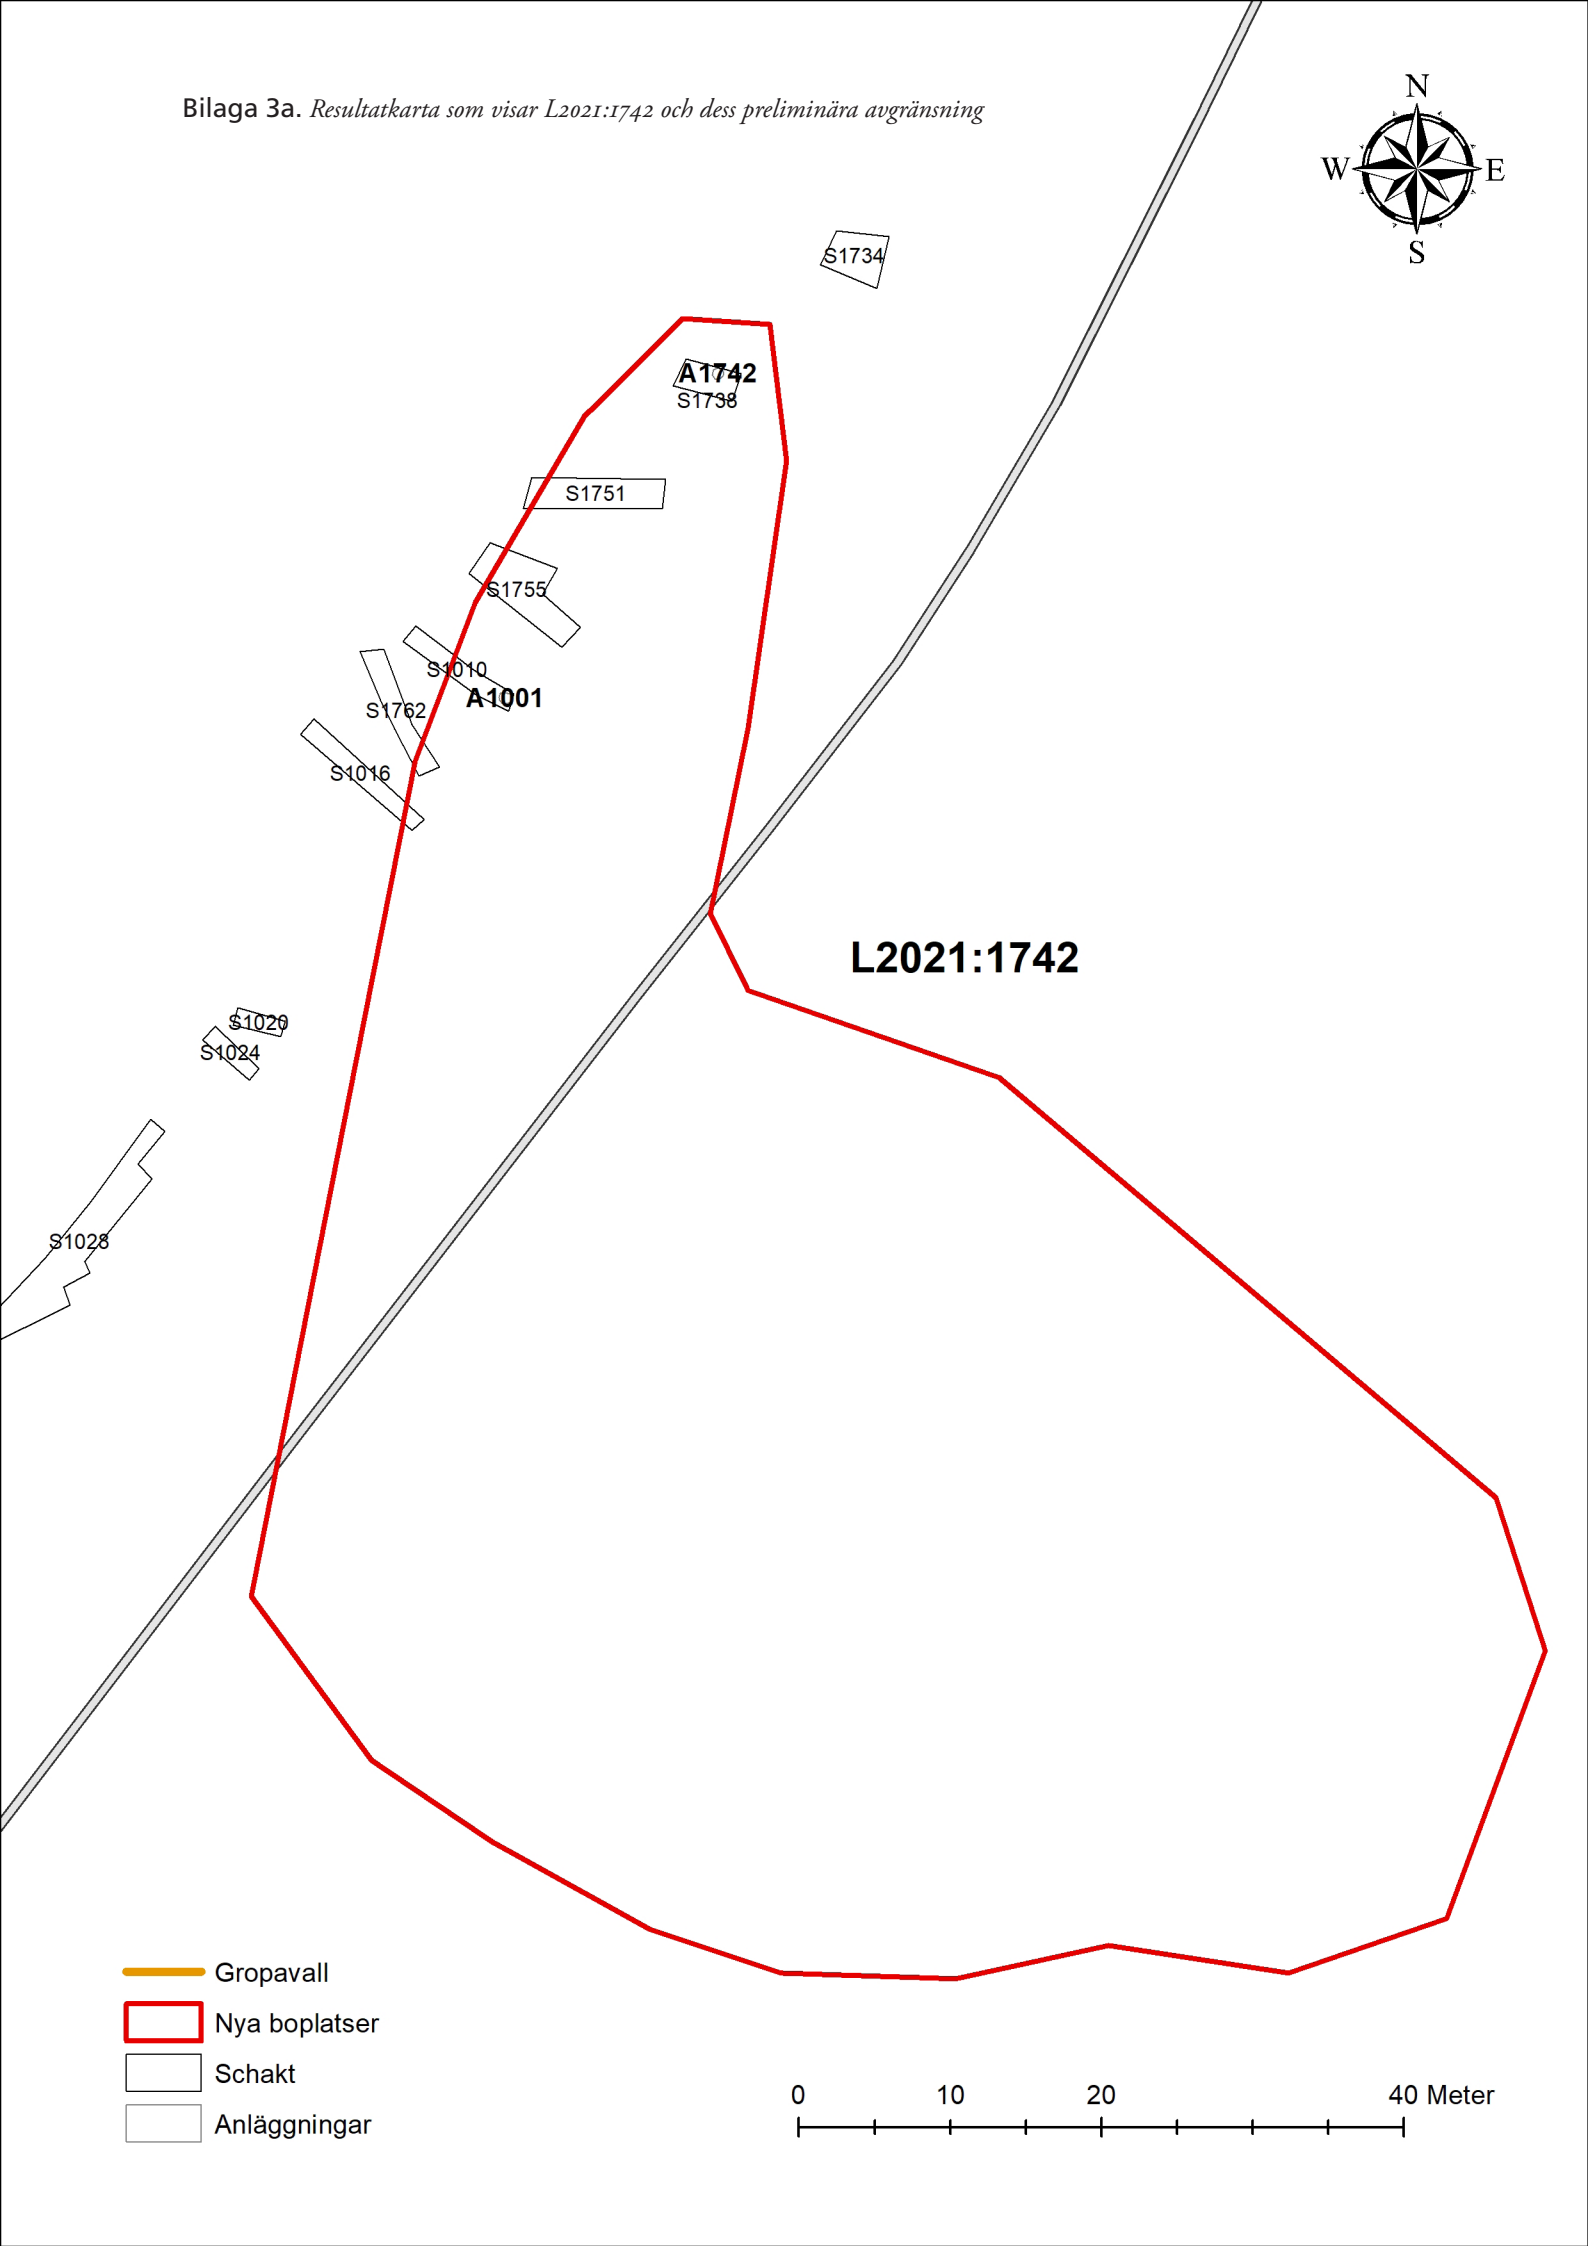 Bilaga 3a. Resultatkarta som visar L2021:1742 och dess preliminära avgränsning
N
W E
S
S1734
A1742
S1738
S1751
S1755
S1010
A1001
S1762
S1016
L2021:1742
S1020
S1024
S1028
Gropavall
Nya boplatser
Schakt
Anläggningar
0 10 20 40 Meter